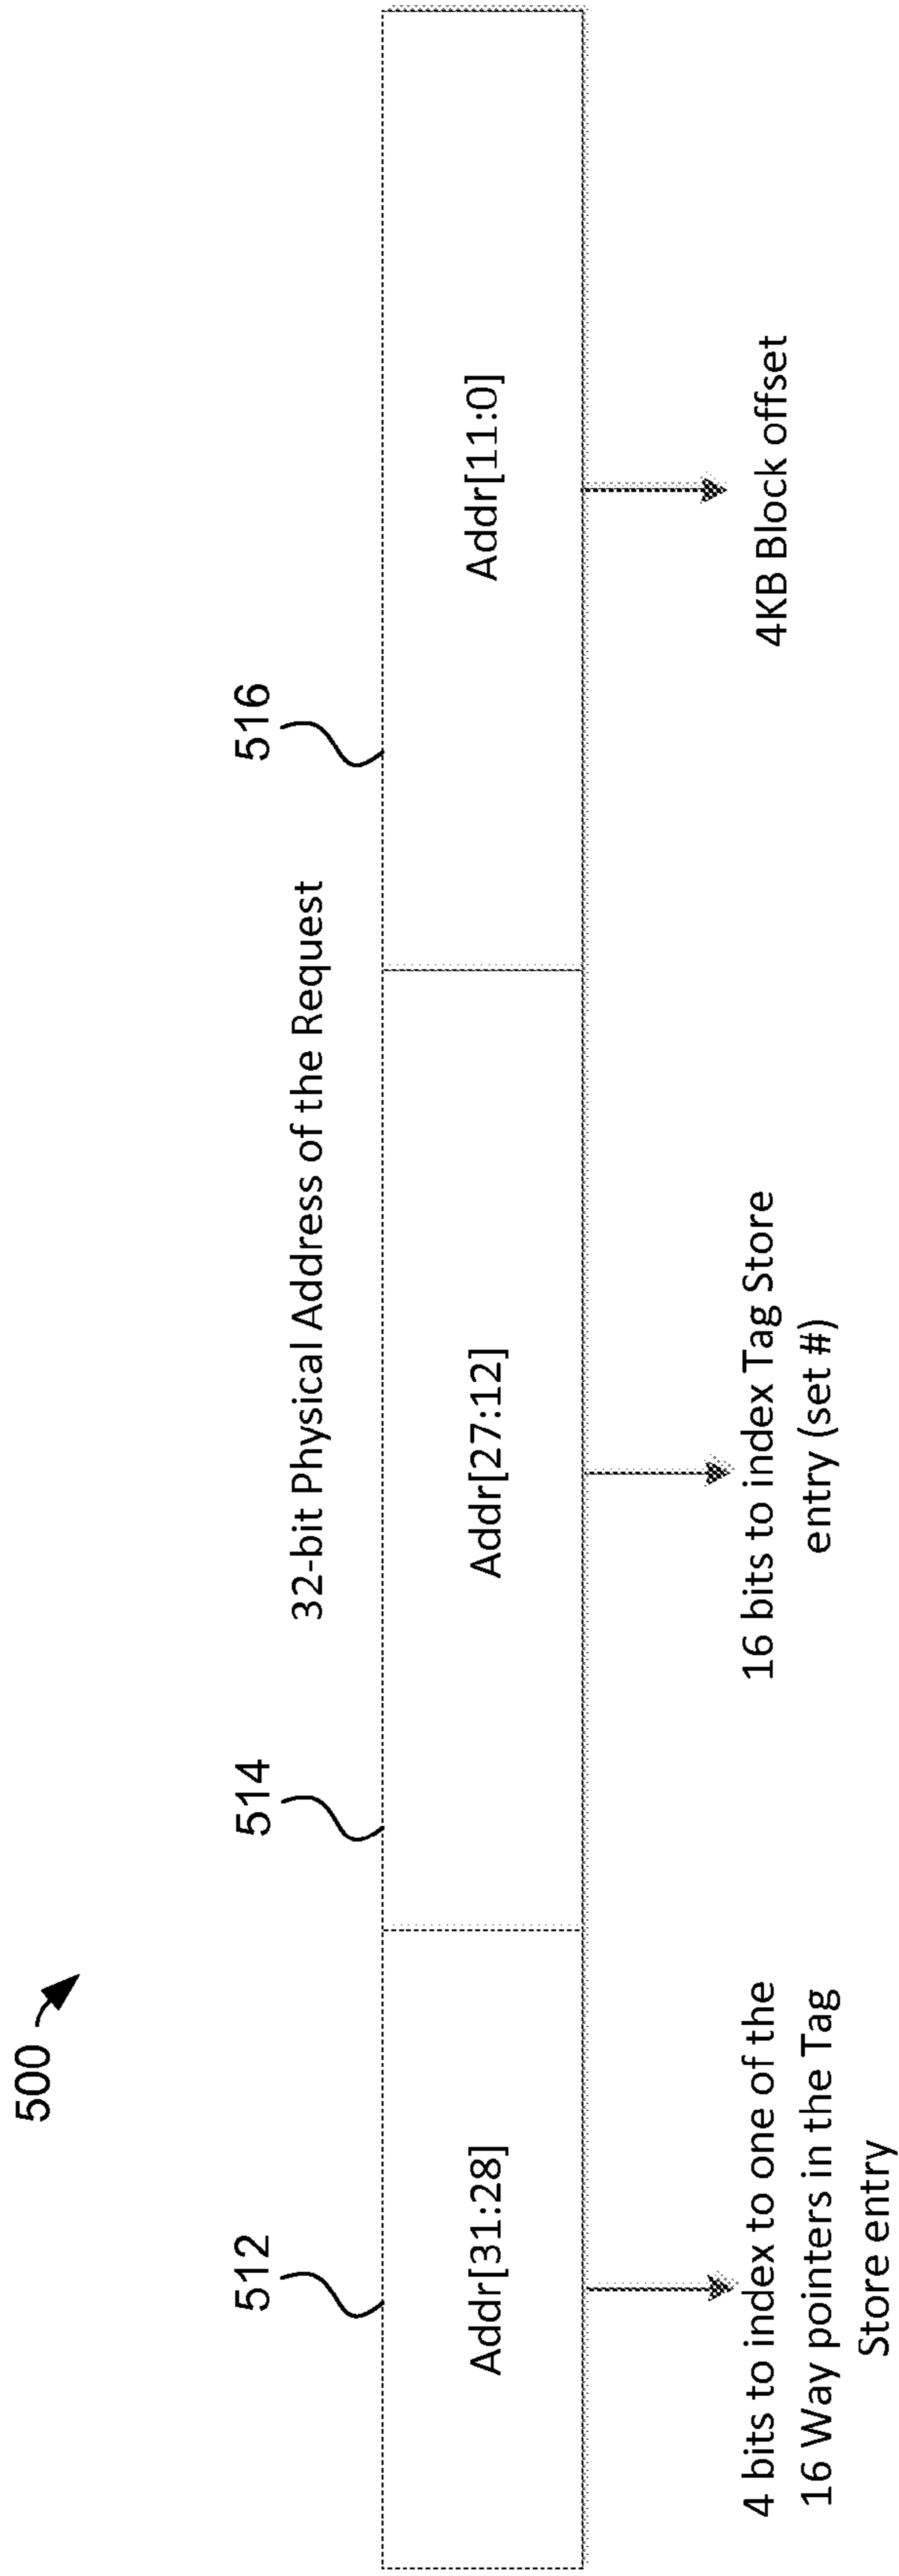 500
32-bit Physical Address of the Request
512
514
516
Addr[31:28]
Addr[27:12]
Addr[11:0]
4 bits to index to one of the
16 Way pointers in the Tag
Store entry
16 bits to index Tag Store
entry (set #)
4KB Block offset